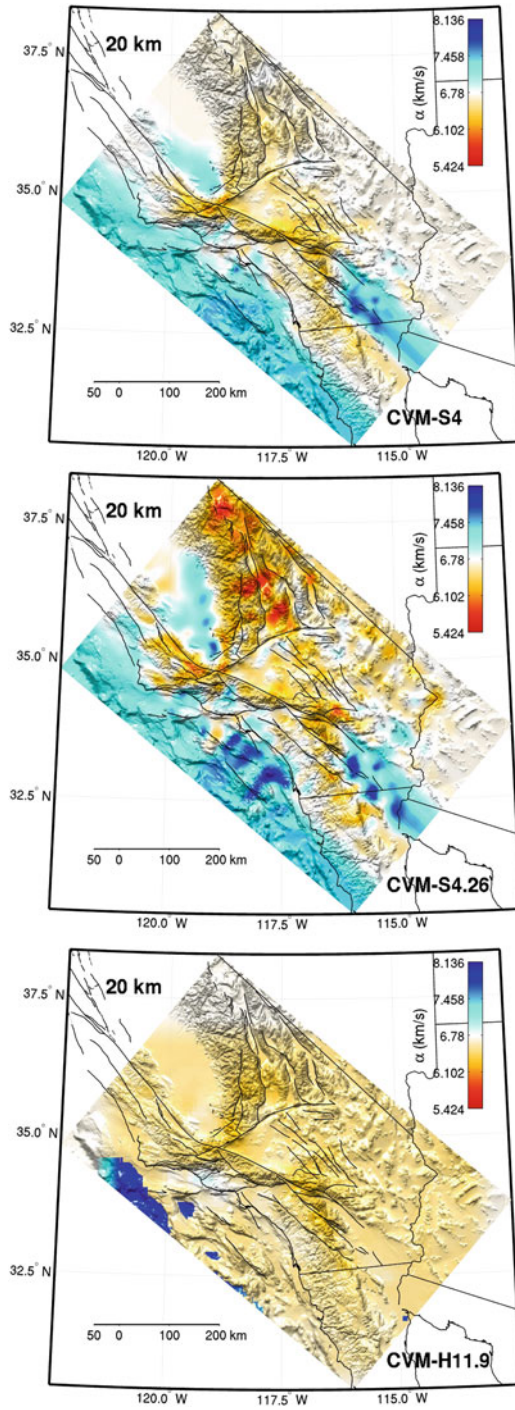 37.5° N
20 km
8.136
7.458
6.78
6.102
5.424
α (km/s)
35.0° N
32.5° N
50 0 100 200 km
CVM-S4
120.0° W 117.5° W 115.0° W
37.5° N
20 km
8.136
7.458
6.78
6.102
5.424
α (km/s)
35.0° N
32.5° N
50 0 100 200 km
CVM-S4.26
120.0° W 117.5° W 115.0° W
37.5° N
20 km
8.136
7.458
6.78
6.102
5.424
α (km/s)
35.0° N
32.5° N
50 0 100 200 km
CVM-H11.9
120.0° W 117.5° W 115.0° W